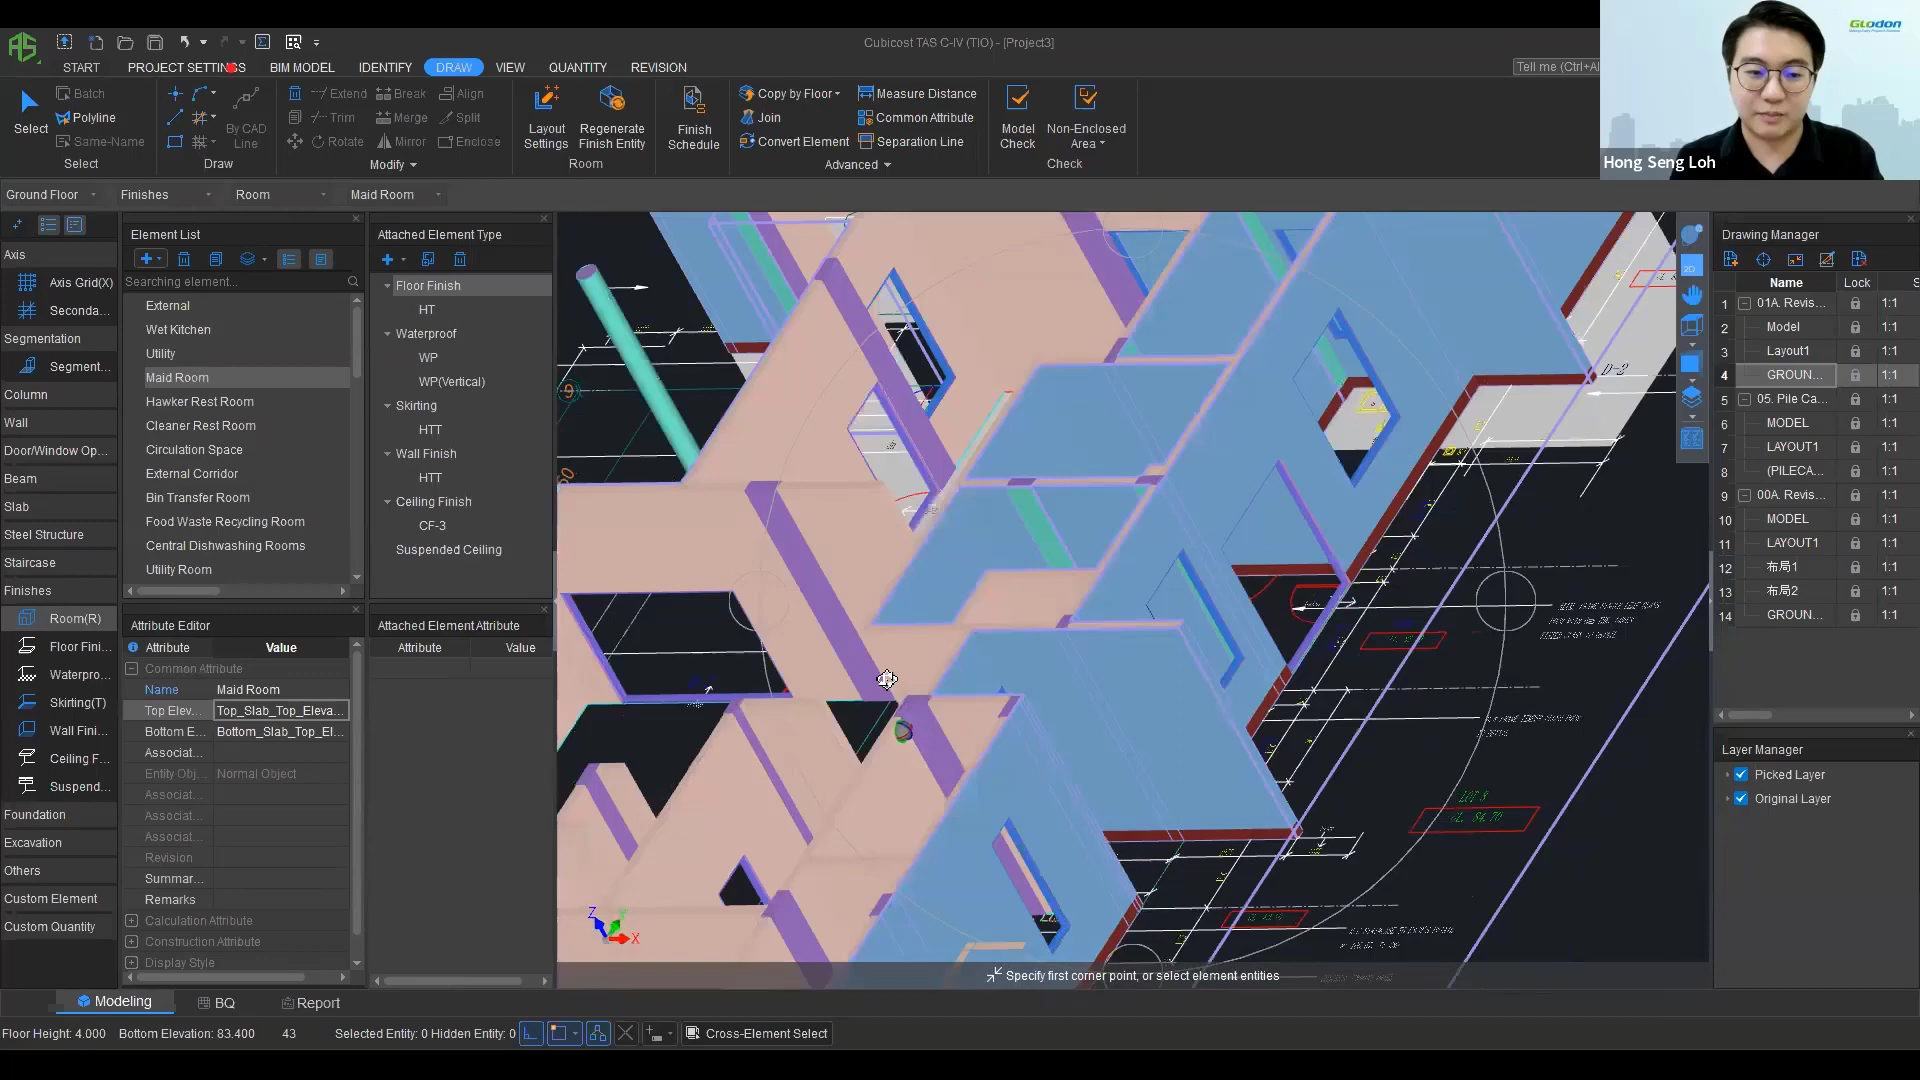 Cubicost TAS C-IV (TIO) - [Project3]
Glodon
START
PROJECT SETTINGS
BIM MODEL
IDENTIFY
DRAW
VIEW
QUANTITY
REVISION
Tell me (Ctrl+Al
Select
Batch
Polyline
Same-Name
Select
By CAD
Line
Draw
Extend
Break
Align
Trim
Merge
Split
Rotate
Mirror
Enclose
Modify
Layout
Settings
Regenerate
Finish Entity
Room
Finish
Schedule
Copy by Floor
Measure Distance
Join
Common Attribute
Convert Element
Separation Line
Advanced
Model
Check
Non-Enclosed
Area
Check
Hong Seng Loh
Ground Floor
Finishes
Room
Maid Room
Axis
Axis Grid(X)
Seconda...
Segmentation
Segment...
Column
Wall
Door/Window Op...
Beam
Slab
Steel Structure
Staircase
Finishes
Room(R)
Floor Fini...
Waterpro...
Skirting(T)
Wall Fini...
Ceiling F...
Suspend...
Foundation
Excavation
Others
Custom Element
Custom Quantity
Element List
Searching element...
External
Wet Kitchen
Utility
Maid Room
Hawker Rest Room
Cleaner Rest Room
Circulation Space
External Corridor
Bin Transfer Room
Food Waste Recycling Room
Central Dishwashing Rooms
Utility Room
Attribute Editor
Attribute
Value
Common Attribute
Name
Maid Room
Top Elev...
Top_Slab_Top_Eleva...
Bottom E...
Bottom_Slab_Top_El...
Associat...
Entity Obj...
Normal Object
Associat...
Associat...
Associat...
Revision
Summar...
Remarks
Calculation Attribute
Construction Attribute
Display Style
Attached Element Type
Floor Finish
HT
Waterproof
WP
WP(Vertical)
Skirting
HTT
Wall Finish
HTT
Ceiling Finish
CF-3
Suspended Ceiling
Attached Element Attribute
Attribute
Value
9
D-2
2D
LOT 8
Z
X
Specify first corner point, or select element entities
Drawing Manager
Name
Lock
S
1
01A. Revis...
1:1
2
Model
1:1
3
Layout1
1:1
4
GROUN...
1:1
5
05. Pile Ca...
1:1
6
MODEL
1:1
7
LAYOUT1
1:1
8
(PILECA...
1:1
9
00A. Revis...
1:1
10
MODEL
1:1
11
LAYOUT1
1:1
12
布局1
1:1
13
布局2
1:1
14
GROUN...
1:1
Layer Manager
Picked Layer
Original Layer
Modeling
BQ
Report
Floor Height: 4.000
Bottom Elevation: 83.400
43
Selected Entity: 0 Hidden Entity: 0
Cross-Element Select